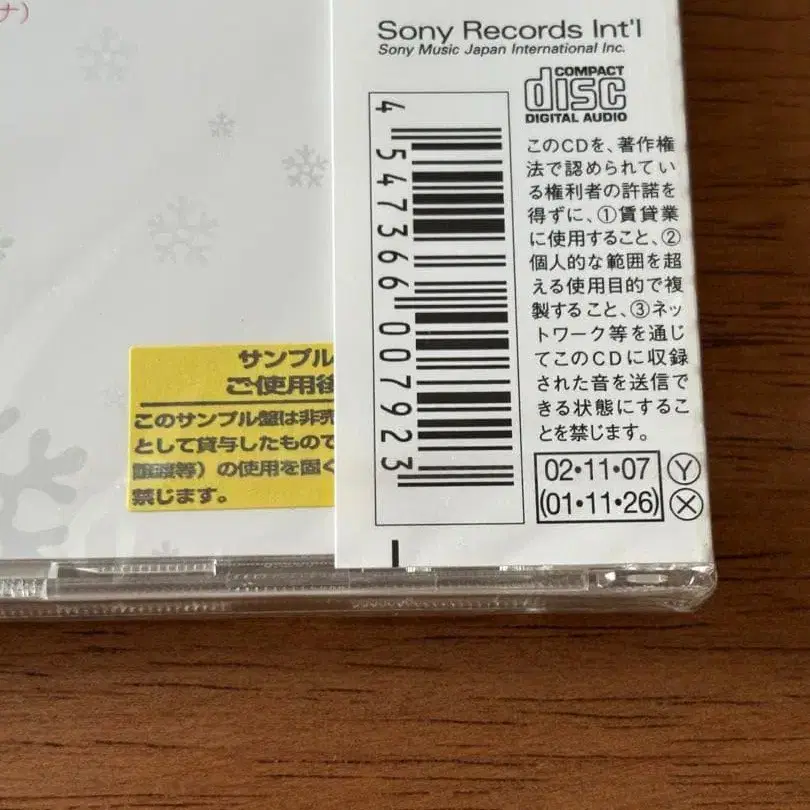 ナ)
Sony Records Int'l
Sony Music Japan International Inc.
COMPACT
disc
DIGITAL AUDIO
4 547366 007923
このCDを、著作権
法で認められてい
る権利者の許諾を
得ずに、①賃貸業
に使用すること、②
個人的な範囲を超
える使用目的で複
製すること、③ネッ
トワーク等を通じ
てこのCDに収録
された音を送信で
きる状態にするこ
とを禁じます。
02・11・07 Ⓨ
(01・11・26) Ⓧ
サンプル
ご使用後
このサンプル盤は非売
として貸与したもので
譲渡等）の使用を固く
禁じます。